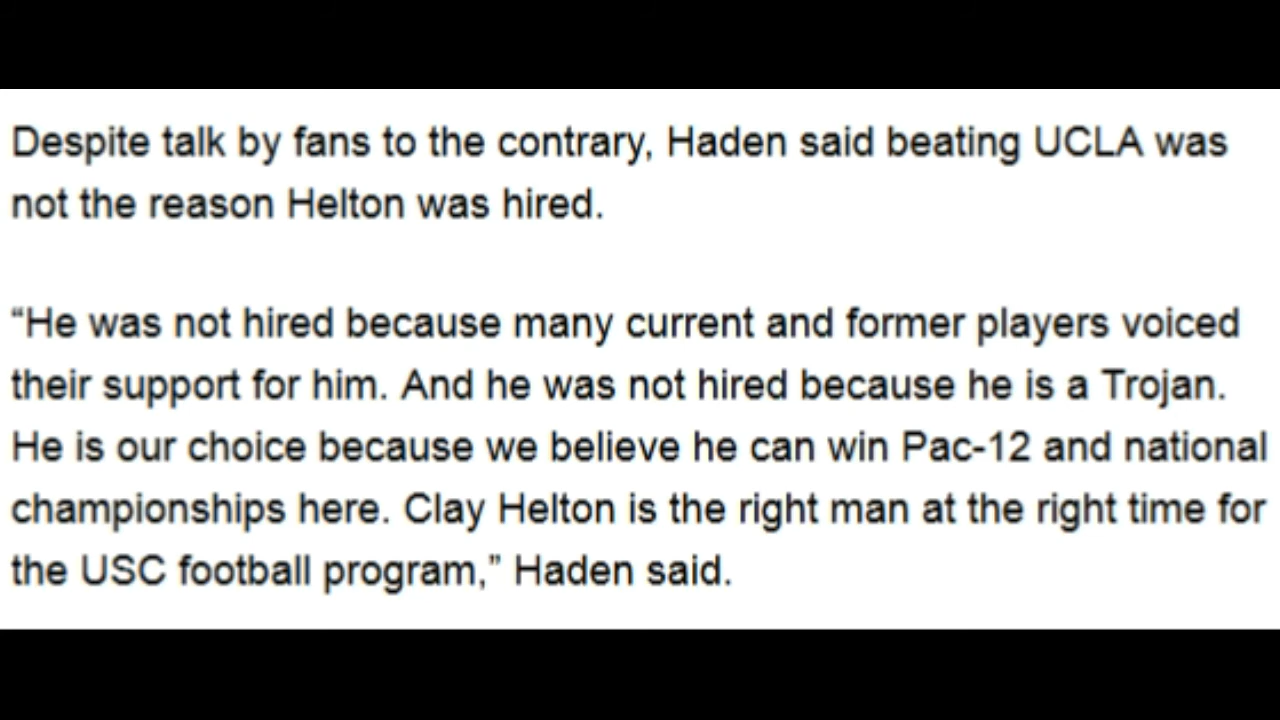 Despite talk by fans to the contrary, Haden said beating UCLA was
not the reason Helton was hired.
“He was not hired because many current and former players voiced
their support for him. And he was not hired because he is a Trojan.
He is our choice because we believe he can win Pac-12 and national
championships here. Clay Helton is the right man at the right time for
the USC football program,” Haden said.